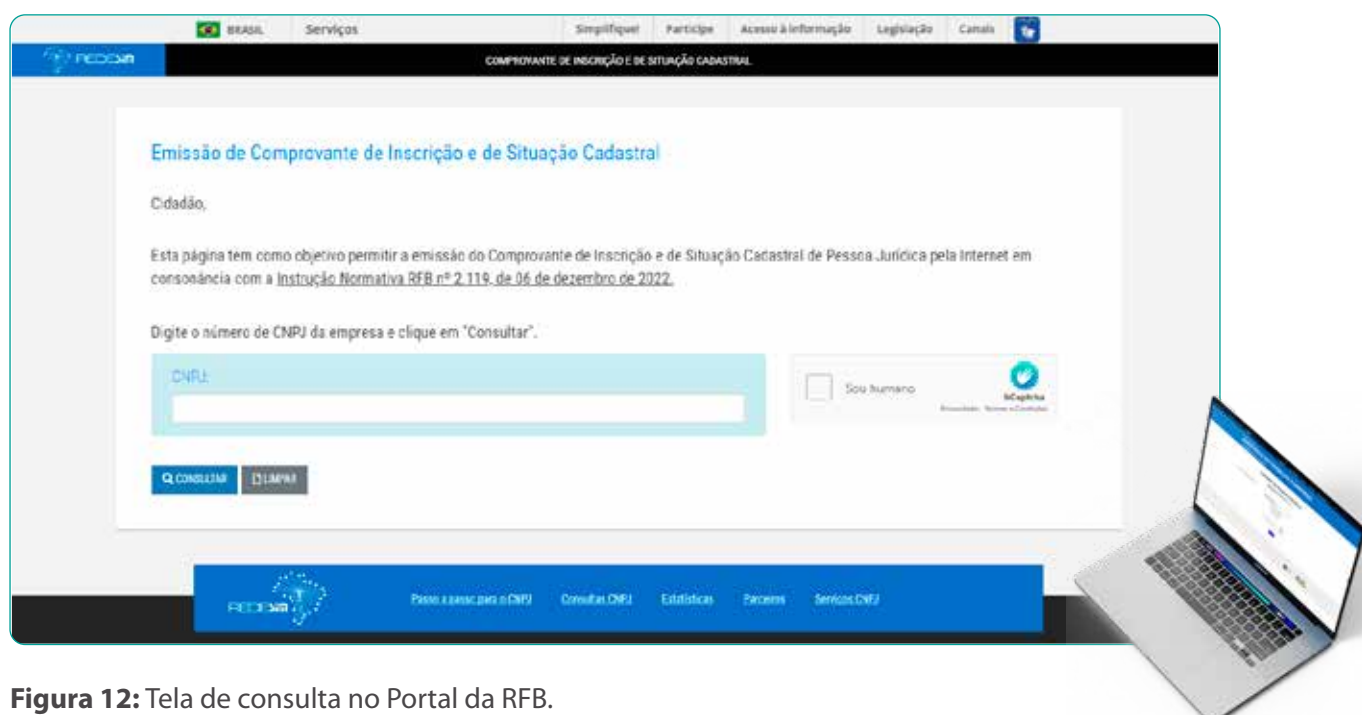 BRASIL Serviços Simplifique! Participe Acesso à informação Legislação Canais
REDESIM COMPROVANTE DE INSCRIÇÃO E DE SITUAÇÃO CADASTRAL
Emissão de Comprovante de Inscrição e de Situação Cadastral
Cidadão,
Esta página tem como objetivo permitir a emissão do Comprovante de Inscrição e de Situação Cadastral de Pessoa Jurídica pela Internet em
consonância com a Instrução Normativa RFB nº 2.119, de 06 de dezembro de 2022.
Digite o número de CNPJ da empresa e clique em "Consultar".
CNPJ:
Sou humano
hCaptcha
CONSULTAR LIMPAR
REDESIM Passo a passo para o CNPJ Consultas CNPJ Estatísticas Parceiros Serviços CNPJ
Figura 12: Tela de consulta no Portal da RFB.